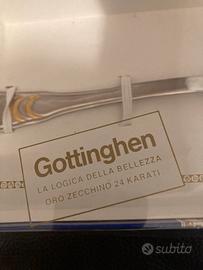 Gottinghen
LA LOGICA DELLA BELLEZZA
ORO ZECCHINO 24 KARATI
subito